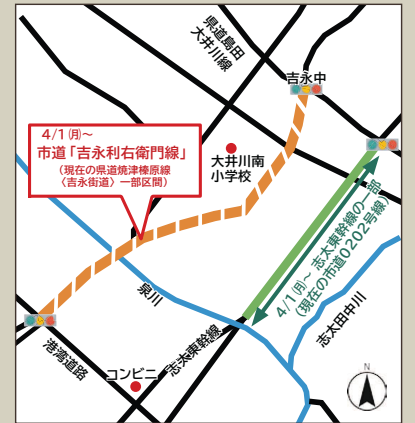 県道島田
大井川線
吉永中
4/1㈪～
市道「吉永利右衛門線」
(現在の県道焼津榛原線
〈吉永街道〉一部区間)
大井川南
小学校
4/1㈪～ 志太東幹線の一部
(現在の市道0202号線)
泉川
志太東幹線
志太田中川
港湾道路
コンビニ
N